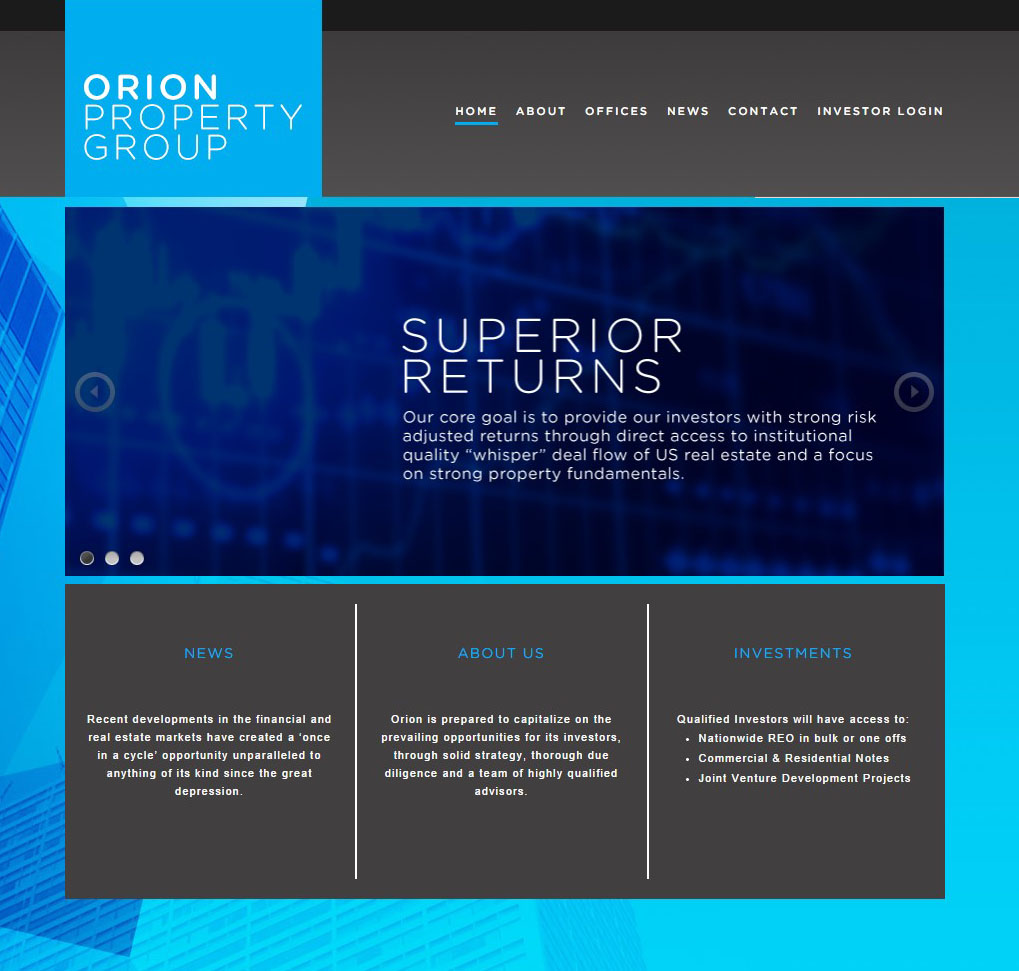 ORION
PROPERTY
GROUP
HOME ABOUT OFFICES NEWS CONTACT INVESTOR LOGIN
SUPERIOR
RETURNS
Our core goal is to provide our investors with strong risk
adjusted returns through direct access to institutional
quality “whisper” deal flow of US real estate and a focus
on strong property fundamentals.
NEWS
Recent developments in the financial and
real estate markets have created a ‘once
in a cycle’ opportunity unparalleled to
anything of its kind since the great
depression.
ABOUT US
Orion is prepared to capitalize on the
prevailing opportunities for its investors,
through solid strategy, thorough due
diligence and a team of highly qualified
advisors.
INVESTMENTS
Qualified Investors will have access to:
• Nationwide REO in bulk or one offs
• Commercial & Residential Notes
• Joint Venture Development Projects